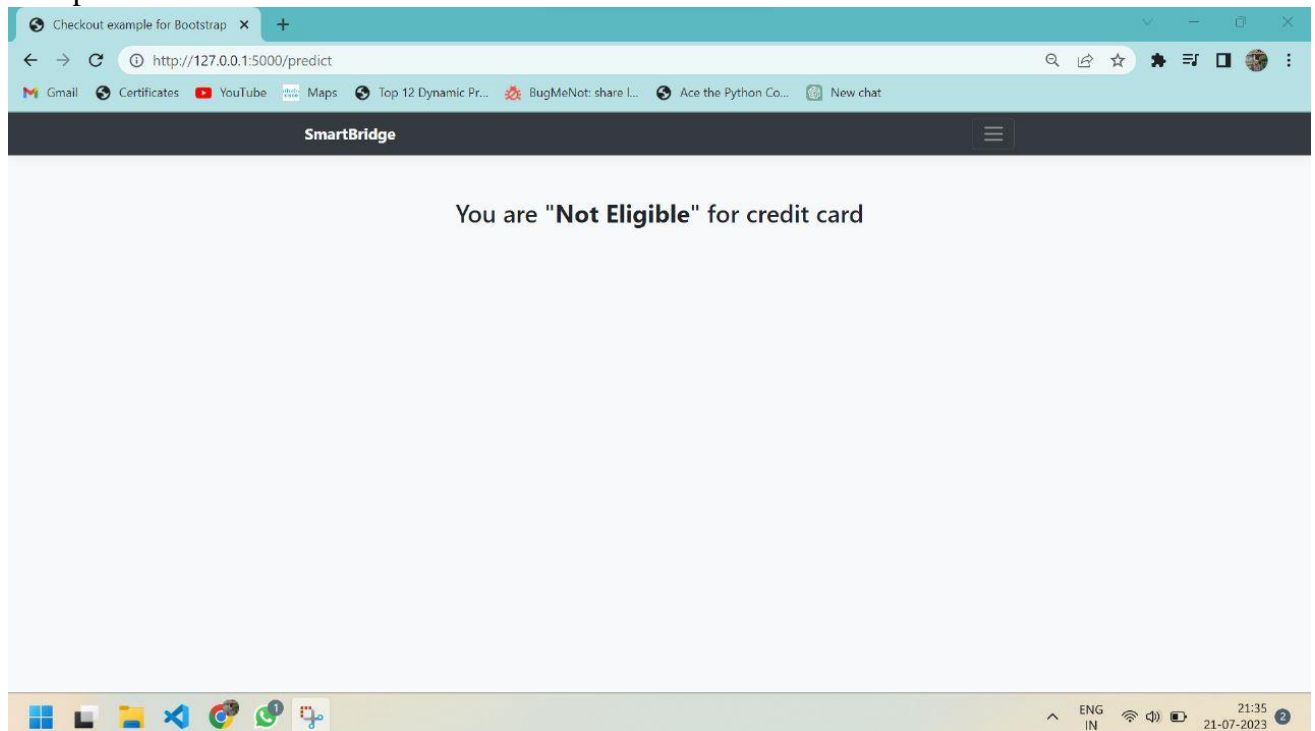 Checkout example for Bootstrap
http://127.0.0.1:5000/predict
Gmail Certificates YouTube Maps Top 12 Dynamic Pr... BugMeNot: share l... Ace the Python Co... New chat
SmartBridge
You are "Not Eligible" for credit card
ENG 21:35
IN 21-07-2023 2
1